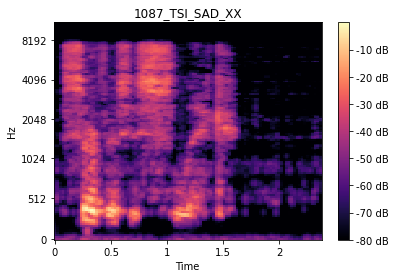 1087_TSI_SAD_XX
8192
4096
2048
1024
512
0
Hz
0
0.5
1
1.5
2
Time
-10 dB
-20 dB
-30 dB
-40 dB
-50 dB
-60 dB
-70 dB
-80 dB